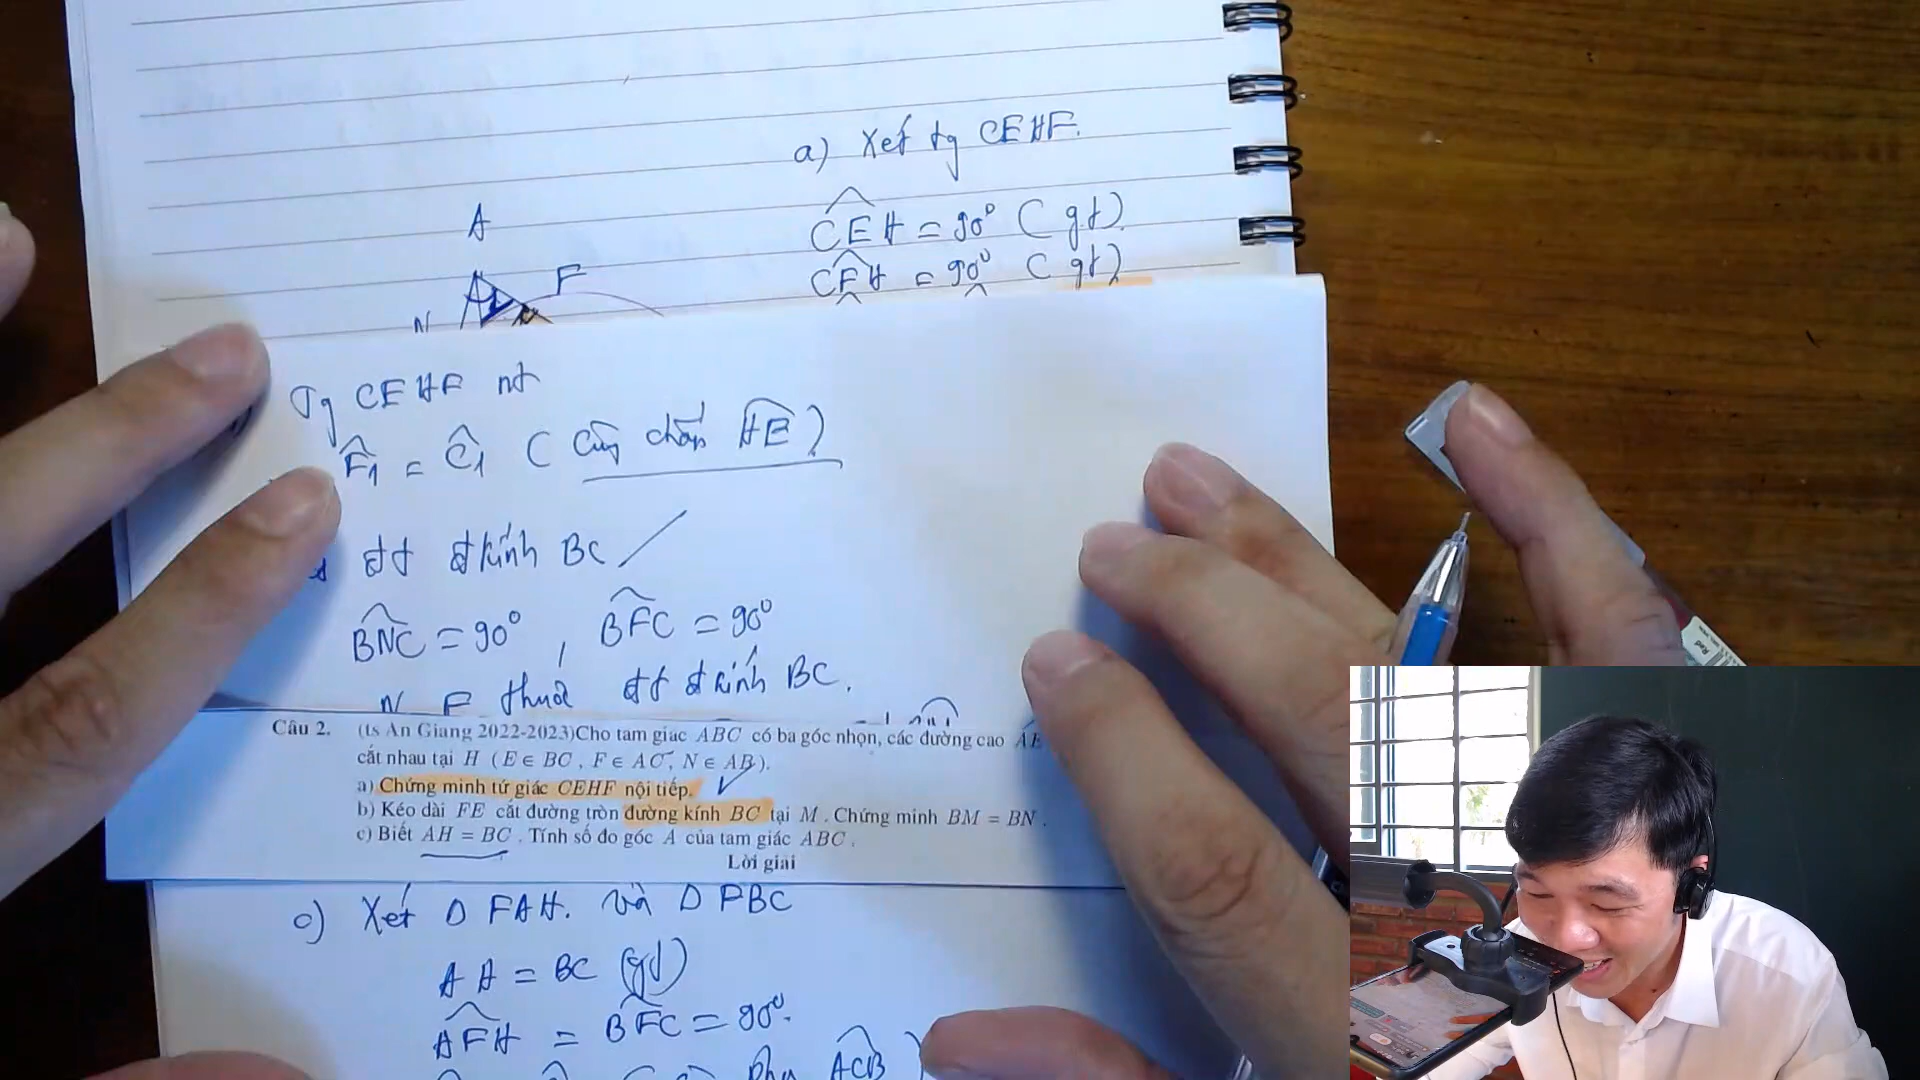 a) Xét tg CEHF.
CEH = 90° (gt)
CFH = 90° (gt)
A
F
N
Tg CEHF nt
F1 = C1 (cùng chắn HE)
đt đkính BC
BNC = 90°, BFC = 90°
N F thuộc đt đkính BC.
Câu 2. (ts An Giang 2022-2023)Cho tam giác ABC có ba góc nhọn, các đường cao AE
cắt nhau tại H (E ∈ BC, F ∈ AC, N ∈ AB).
a) Chứng minh tứ giác CEHF nội tiếp.
b) Kéo dài FE cắt đường tròn đường kính BC tại M. Chứng minh BM = BN.
c) Biết AH = BC. Tính số đo góc A của tam giác ABC.
Lời giải
c) Xét Δ FAH. và Δ FBC
AH = BC (gt)
AFH = BFC = 90°.
phụ ACB)
Red